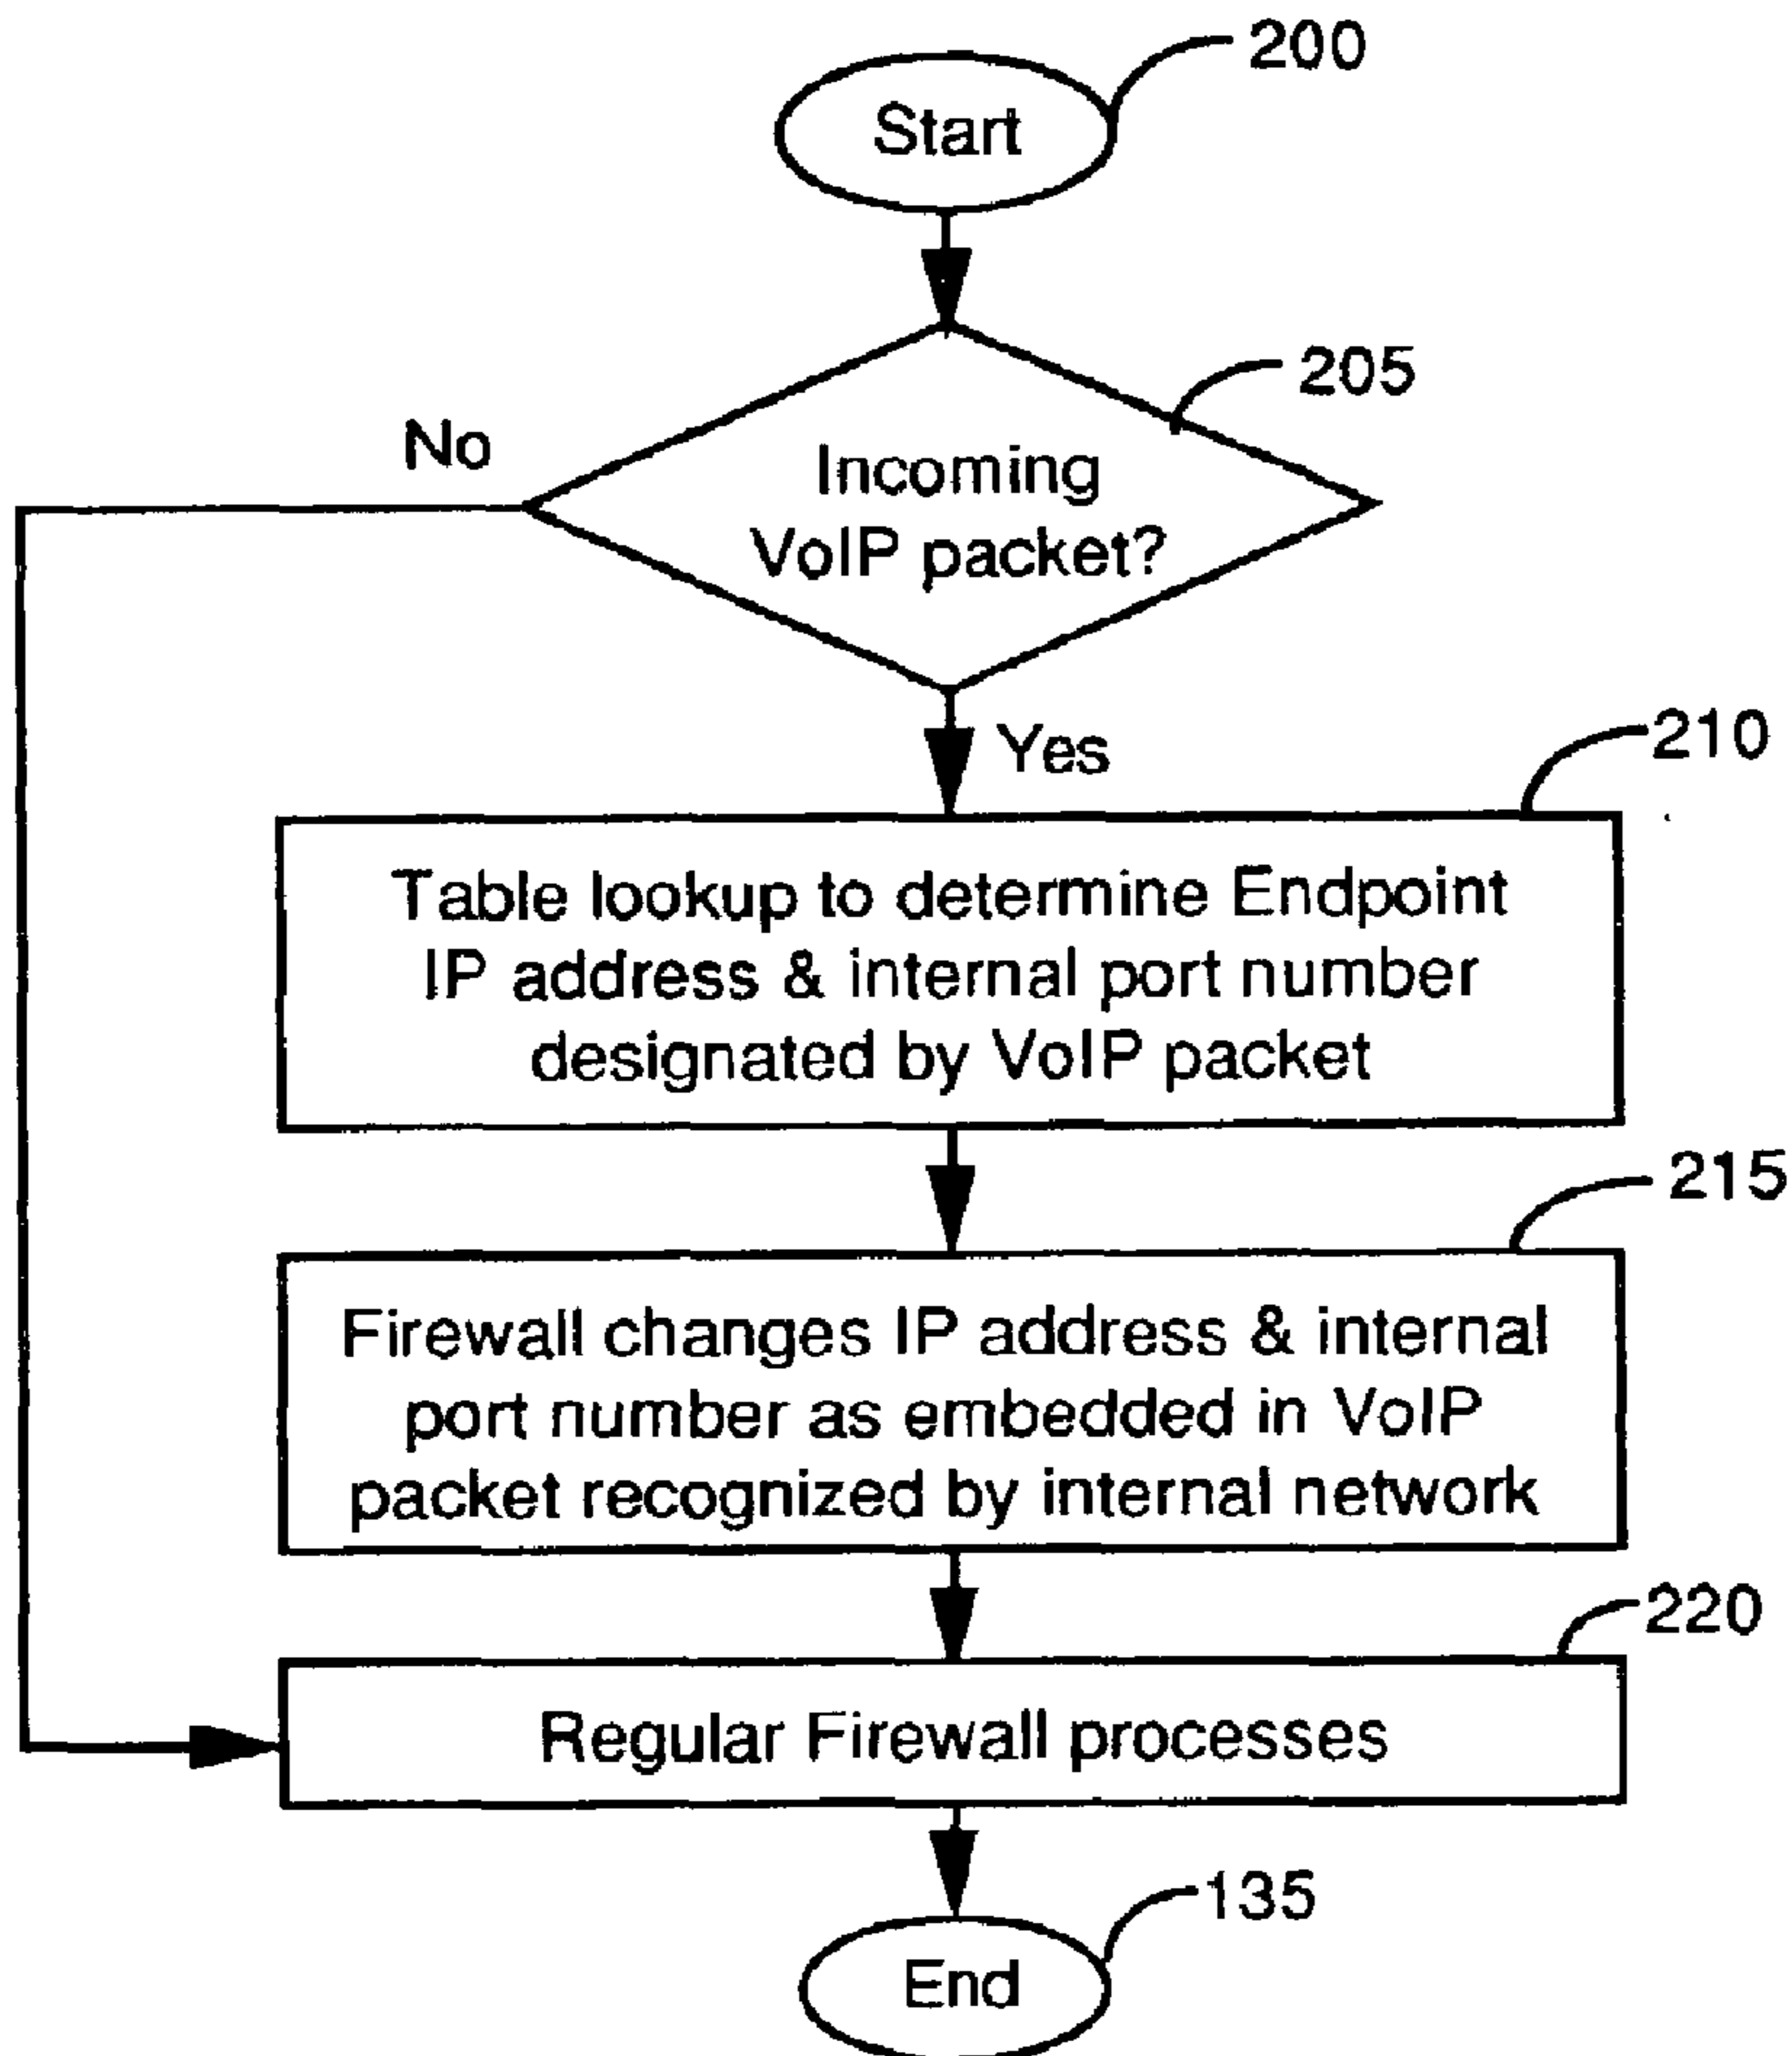 200
Start
205
No
Incoming
VoIP packet?
Yes
210
Table lookup to determine Endpoint
IP address & internal port number
designated by VoIP packet
215
Firewall changes IP address & internal
port number as embedded in VoIP
packet recognized by internal network
220
Regular Firewall processes
135
End